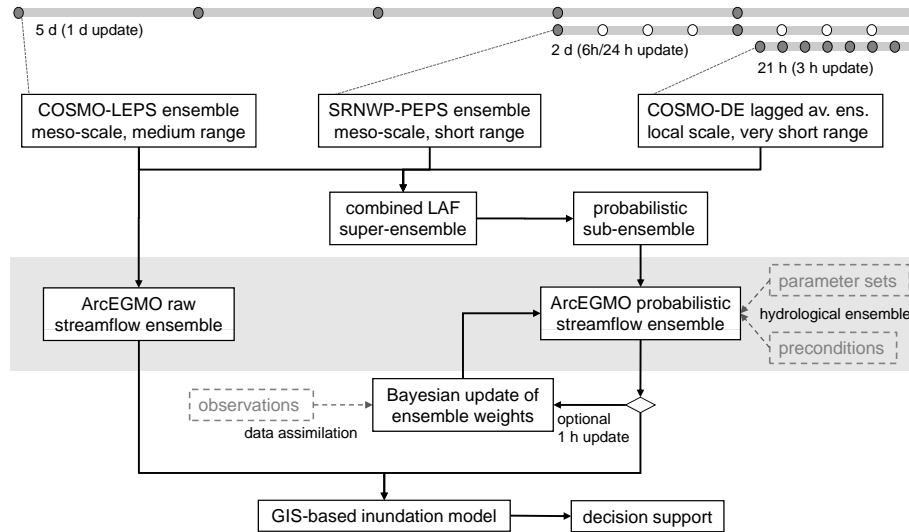 5 d (1 d update)
2 d (6h/24 h update)
21 h (3 h update)
COSMO-LEPS ensemble
meso-scale, medium range
SRNWP-PEPS ensemble
meso-scale, short range
COSMO-DE lagged av. ens.
local scale, very short range
combined LAF
super-ensemble
probabilistic
sub-ensemble
ArcEGMO raw
streamflow ensemble
ArcEGMO probabilistic
streamflow ensemble
parameter sets
hydrological ensemble
preconditions
observations
data assimilation
Bayesian update of
ensemble weights
optional
1 h update
GIS-based inundation model
decision support